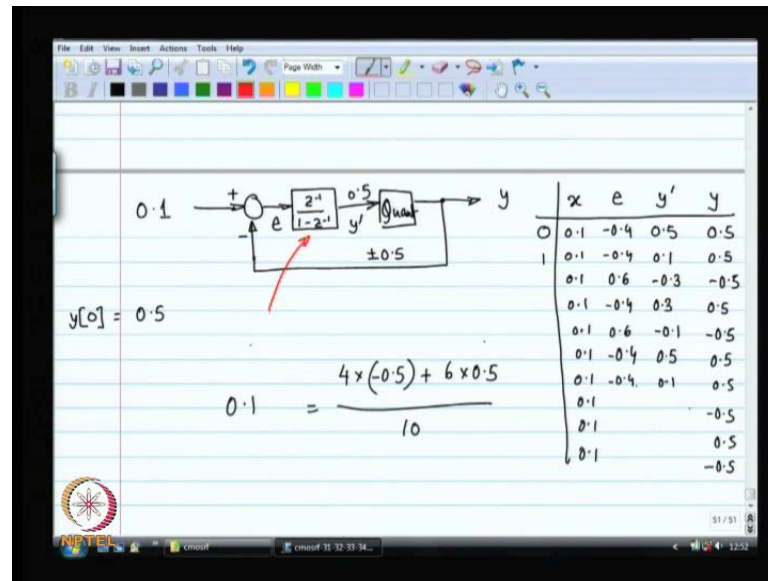 File Edit View Insert Actions Tools Help
Page Width
B I
0.1 + - e z⁻¹ / 1 - z⁻¹ 0.5 y' Quant y
±0.5
y[0] = 0.5
0.1 = 4 × (-0.5) + 6 × 0.5 / 10
x e y' y
0 0.1 -0.4 0.5 0.5
1 0.1 -0.4 0.1 0.5
0.1 0.6 -0.3 -0.5
0.1 -0.4 0.3 0.5
0.1 0.6 -0.1 -0.5
0.1 -0.4 0.5 0.5
0.1 -0.4 0.1 0.5
0.1 -0.5
0.1 0.5
0.1 -0.5
51 / 51
NPTEL
cmosrf
cmosrf-31-32-33-34...
12:52